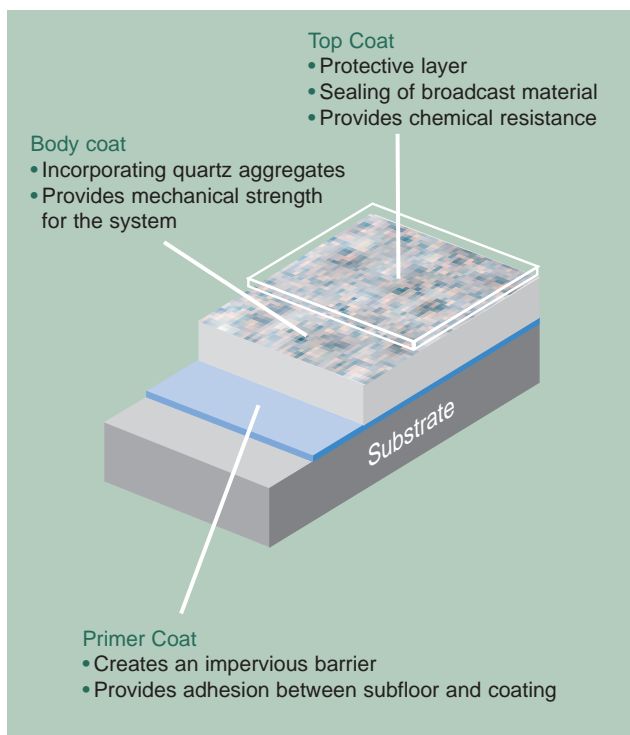 Top Coat
• Protective layer
• Sealing of broadcast material
• Provides chemical resistance
Body coat
• Incorporating quartz aggregates
• Provides mechanical strength
for the system
Substrate
Primer Coat
• Creates an impervious barrier
• Provides adhesion between subfloor and coating